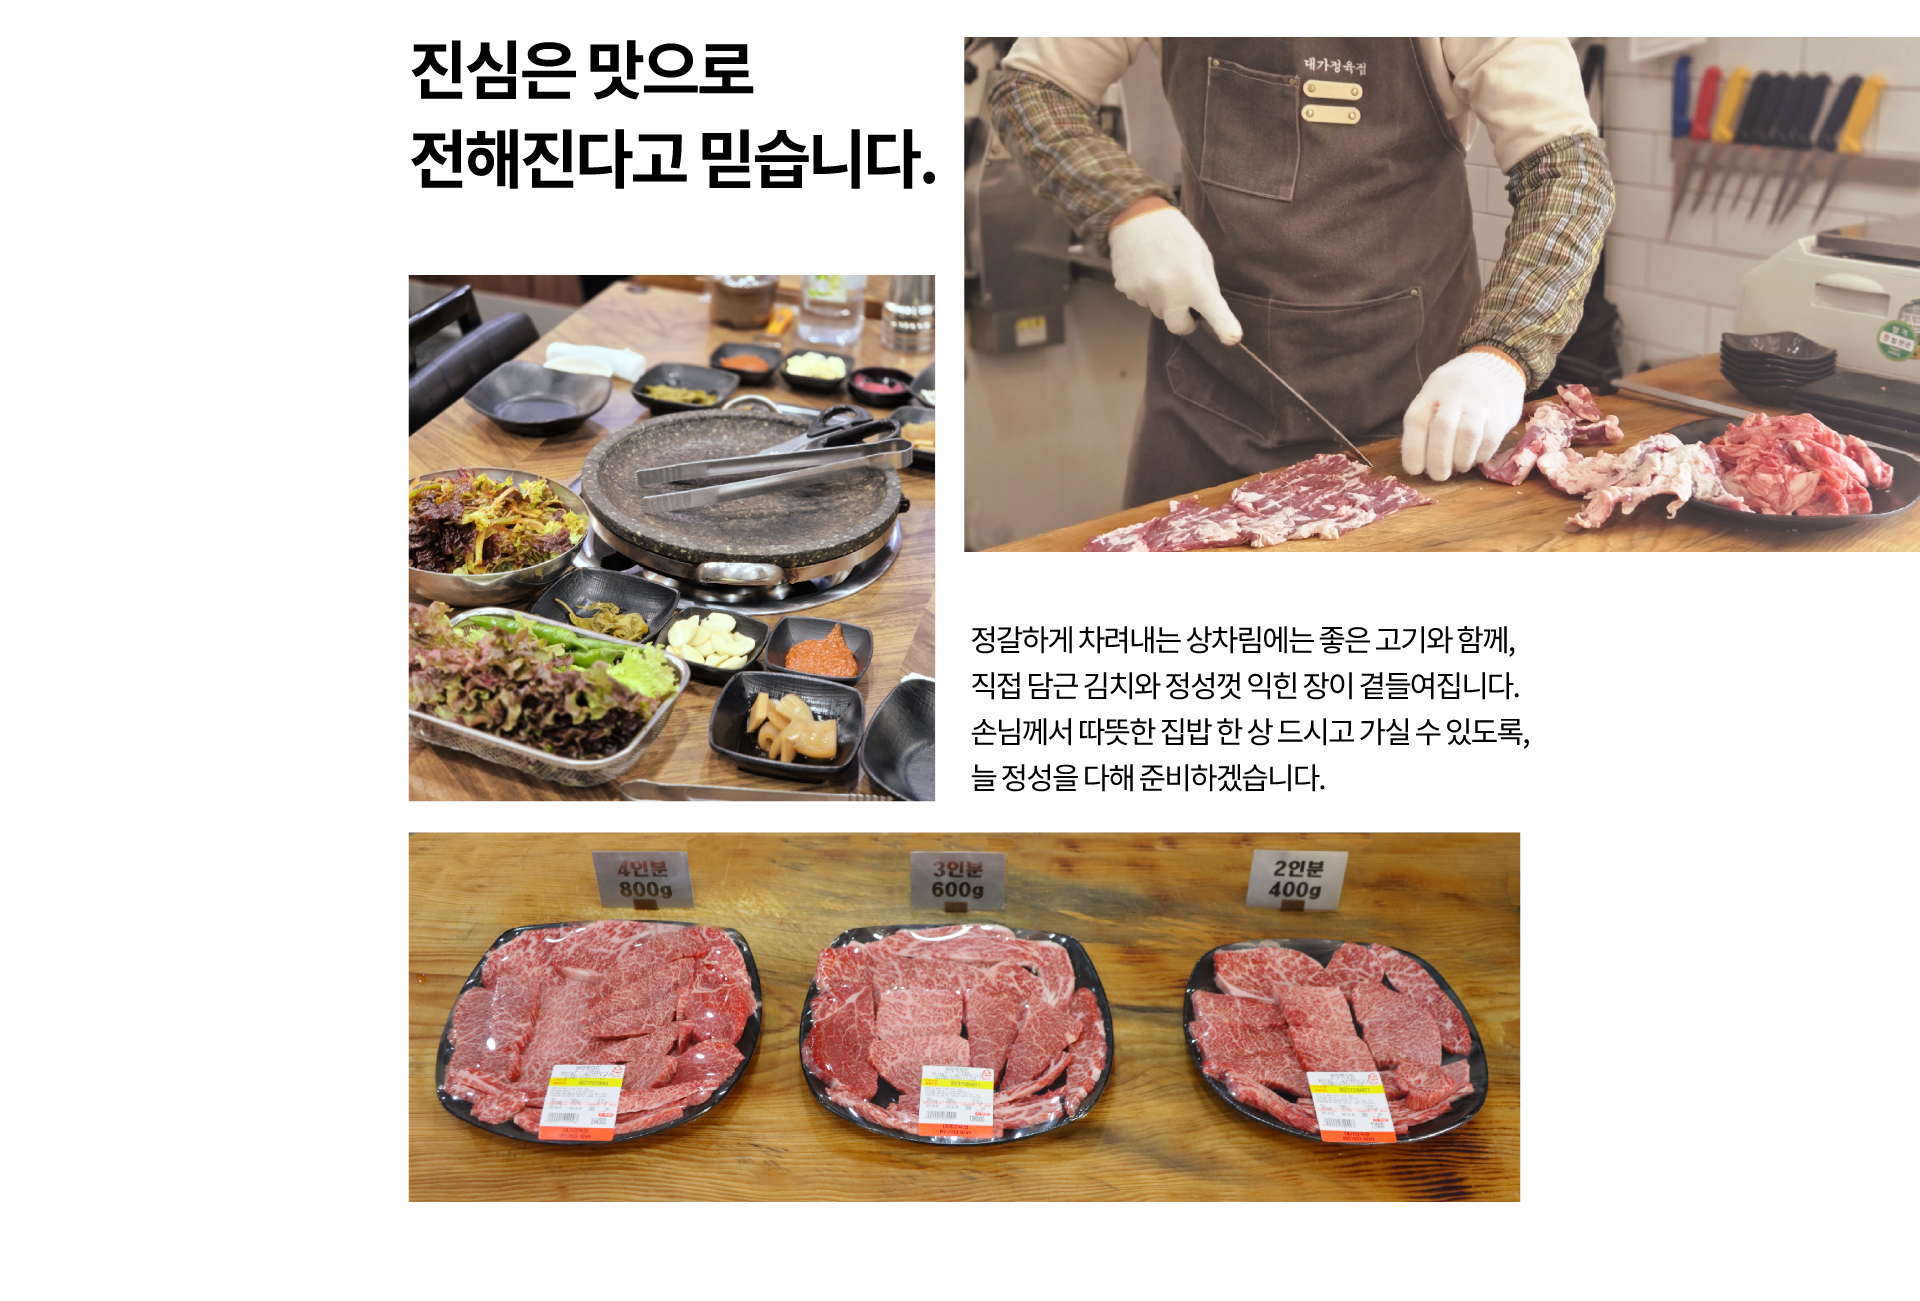 진심은 맛으로
전해진다고 믿습니다.
대가정육점
정갈하게 차려내는 상차림에는 좋은 고기와 함께,
직접 담근 김치와 정성껏 익힌 장이 곁들여집니다.
손님께서 따뜻한 집밥 한 상 드시고 가실 수 있도록,
늘 정성을 다해 준비하겠습니다.
4인분
800g
3인분
600g
2인분
400g